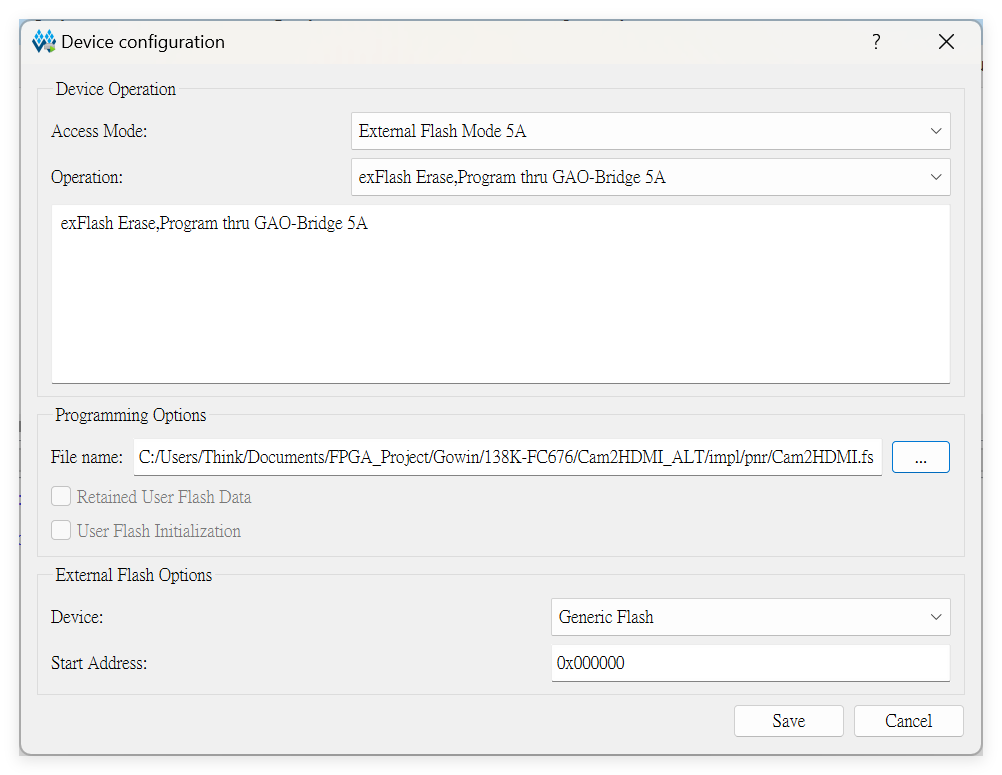 Device configuration
?
Device Operation
Access Mode: External Flash Mode 5A
Operation: exFlash Erase,Program thru GAO-Bridge 5A
exFlash Erase,Program thru GAO-Bridge 5A
Programming Options
File name: C:/Users/Think/Documents/FPGA_Project/Gowin/138K-FC676/Cam2HDMI_ALT/impl/pnr/Cam2HDMI.fs ...
Retained User Flash Data
User Flash Initialization
External Flash Options
Device: Generic Flash
Start Address: 0x000000
Save Cancel